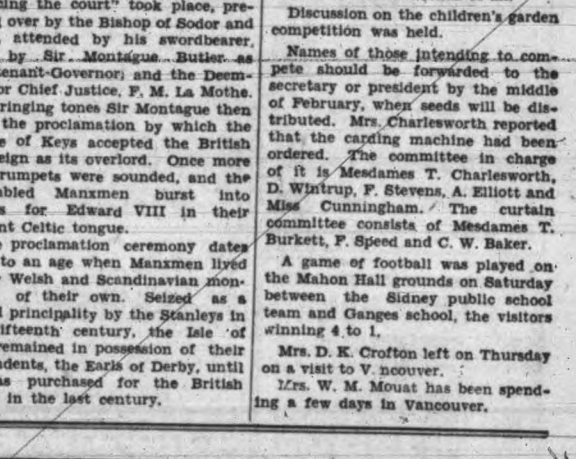 ing the court" took place, pre-
over by the Bishop of Sodor and
attended by his swordbearer,
by Sir Montague Butler as
tenant-Governor; and the Deem-
or Chief Justice, F. M. La Mothe.
ringing tones Sir Montague then
the proclamation by which the
e of Keys accepted the British
eign as its overlord. Once more
rumpets were sounded, and the
bled Manxmen burst into
s for Edward VIII in their
nt Celtic tongue.
e proclamation ceremony dates
to an age when Manxmen lived
Welsh and Scandinavian mon-
of their own. Seized as a
principality by the Stanleys in
ifteenth century, the Isle of
remained in possession of their
ndents, the Earls of Derby, until
as purchased for the British
in the last century.
Discussion on the children's garden
competition was held.
Names of those intending to com-
pete should be forwarded to the
secretary or president by the middle
of February, when seeds will be dis-
tributed. Mrs. Charlesworth reported
that the carding machine had been
ordered. The committee in charge
of it is Mesdames T. Charlesworth,
D. Wintrup, F. Stevens, A. Elliott and
Miss Cunningham. The curtain
committee consists of Mesdames T.
Burkett, F. Speed and C. W. Baker.
A game of football was played on
the Mahon Hall grounds on Saturday
between the Sidney public school
team and Ganges school, the visitors
winning 4 to 1.
Mrs. D. K. Crofton left on Thursday
on a visit to V ncouver.
Mrs. W. M. Mouat has been spend-
ing a few days in Vancouver.